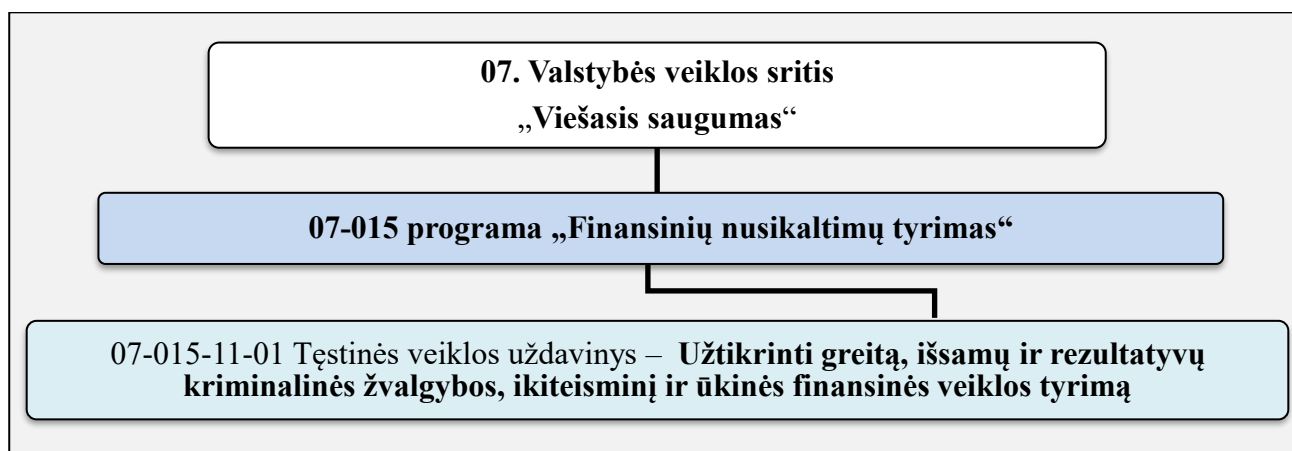 07. Valstybės veiklos sritis
„Viešasis saugumas“
07-015 programa „Finansinių nusikaltimų tyrimas“
07-015-11-01 Tęstinės veiklos uždavinys – Užtikrinti greitą, išsamų ir rezultatyvų
kriminalinės žvalgybos, ikiteisminį ir ūkinės finansinės veiklos tyrimą